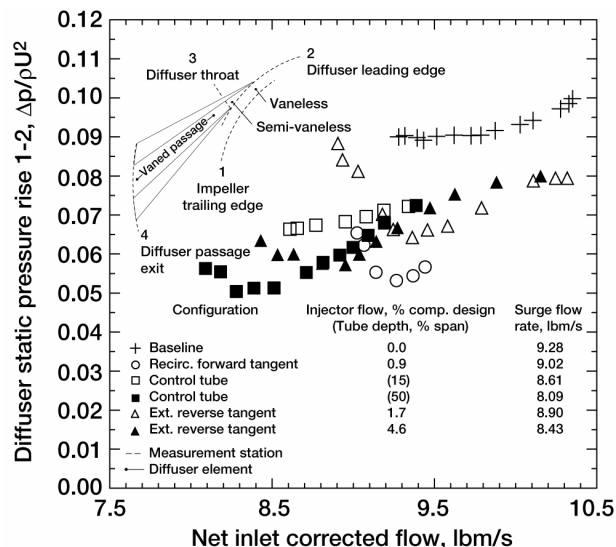 Diffuser static pressure rise 1-2, Δp/ρU²
0.12
0.11
0.10
0.09
0.08
0.07
0.06
0.05
0.04
0.03
0.02
0.01
0.00
3
Diffuser throat
2
Diffuser leading edge
Vaneless
Semi-vaneless
Vaned passage
1
Impeller
trailing edge
4
Diffuser passage
exit
Configuration Injector flow, % comp. design Surge flow
(Tube depth, % span) rate, lbm/s
Baseline 0.0 9.28
Recirc. forward tangent 0.9 9.02
Control tube (15) 8.61
Control tube (50) 8.09
Ext. reverse tangent 1.7 8.90
Ext. reverse tangent 4.6 8.43
Measurement station
Diffuser element
7.5 8.5 9.5 10.5
Net inlet corrected flow, lbm/s